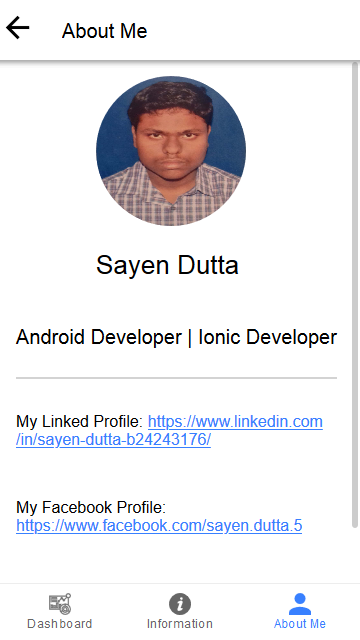 About Me
Sayen Dutta
Android Developer | Ionic Developer
My Linked Profile: https://www.linkedin.com
/in/sayen-dutta-b24243176/
My Facebook Profile:
https://www.facebook.com/sayen.dutta.5
Dashboard
Information
About Me